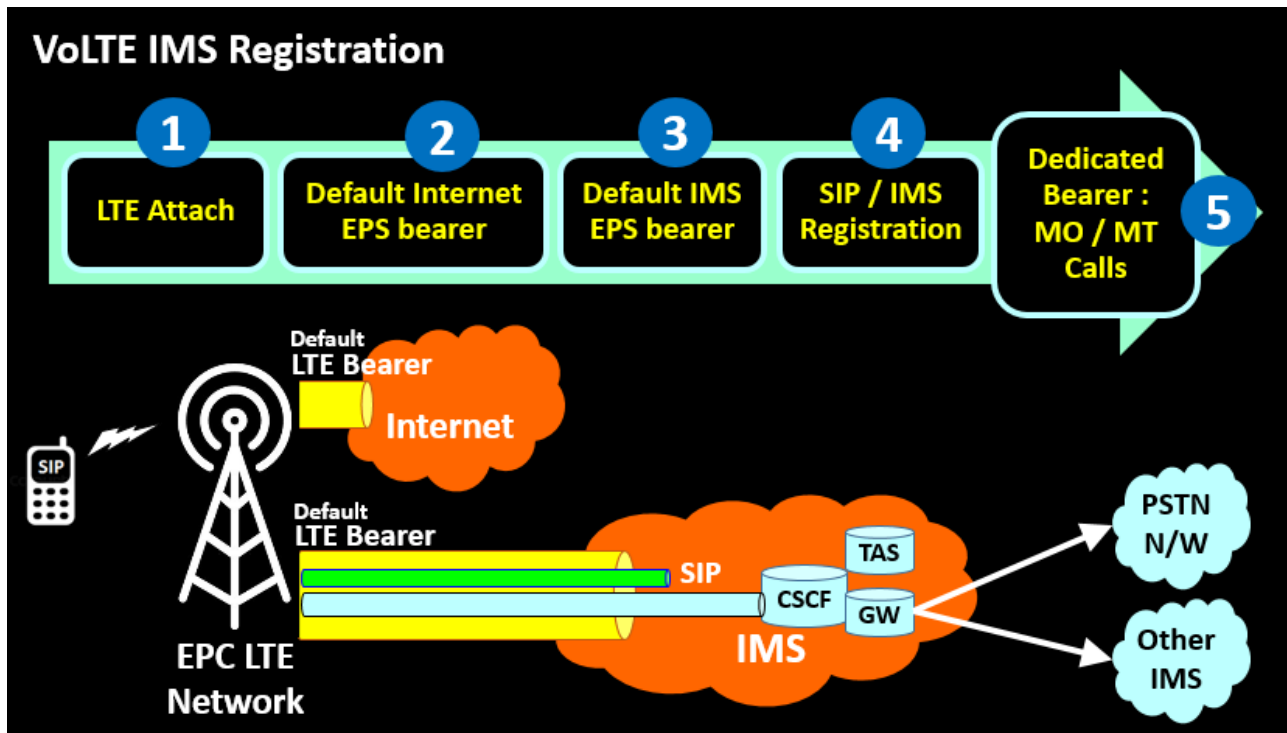 VoLTE IMS Registration
1
2
3
4
5
LTE Attach
Default Internet
EPS bearer
Default IMS
EPS bearer
SIP / IMS
Registration
Dedicated
Bearer :
MO / MT
Calls
Default
LTE Bearer
Internet
SIP
Default
LTE Bearer
SIP
TAS
CSCF
GW
IMS
PSTN
N/W
Other
IMS
EPC LTE
Network